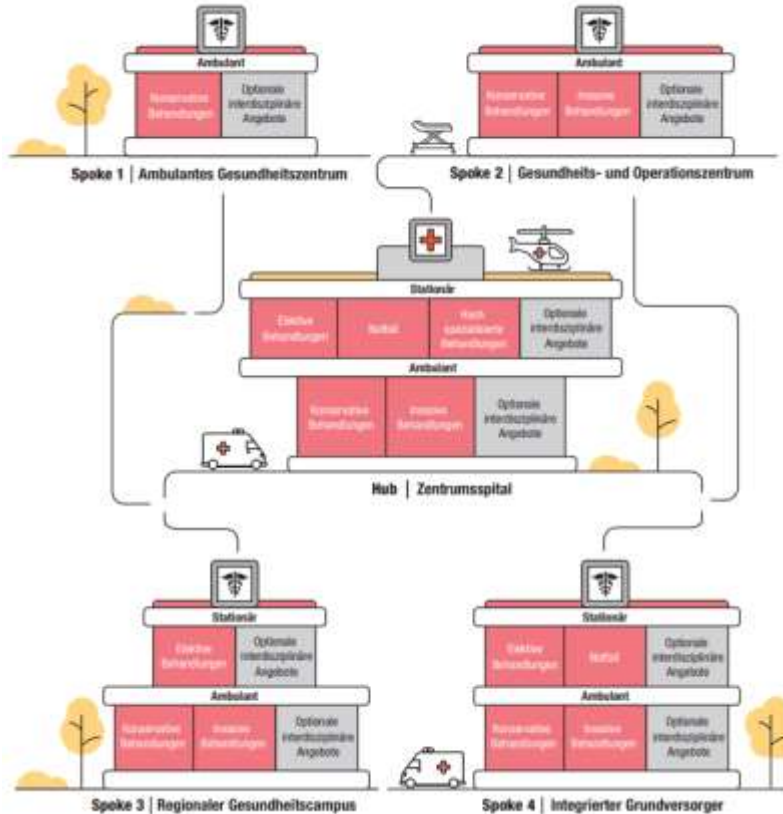 Ambulant
Konservative
Behandlungen
Optionale
interdisziplinäre
Angebote
Spoke 1 | Ambulantes Gesundheitszentrum
Ambulant
Konservative
Behandlungen
Invasive
Behandlungen
Optionale
interdisziplinäre
Angebote
Spoke 2 | Gesundheits- und Operationszentrum
Stationär
Elektive
Behandlungen
Notfall
Hoch
spezialisierte
Behandlungen
Optionale
interdisziplinäre
Angebote
Ambulant
Konservative
Behandlungen
Invasive
Behandlungen
Optionale
interdisziplinäre
Angebote
Hub | Zentrumsspital
Stationär
Elektive
Behandlungen
Optionale
interdisziplinäre
Angebote
Ambulant
Konservative
Behandlungen
Invasive
Behandlungen
Optionale
interdisziplinäre
Angebote
Spoke 3 | Regionaler Gesundheitscampus
Stationär
Elektive
Behandlungen
Notfall
Optionale
interdisziplinäre
Angebote
Ambulant
Konservative
Behandlungen
Invasive
Behandlungen
Optionale
interdisziplinäre
Angebote
Spoke 4 | Integrierter Grundversorger